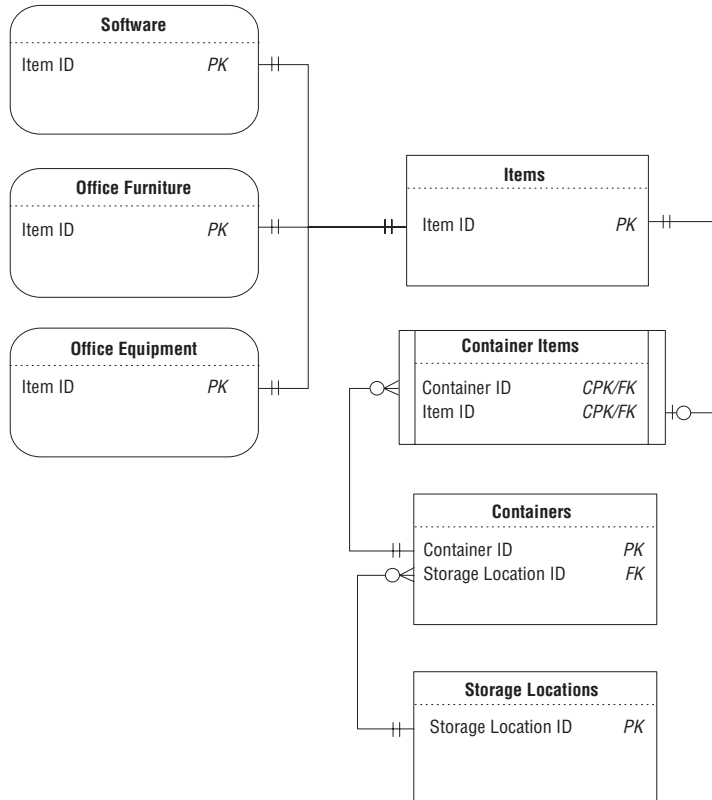 Software
Item ID PK
Office Furniture
Item ID PK
Office Equipment
Item ID PK
Items
Item ID PK
Container Items
Container ID CPK/FK
Item ID CPK/FK
Containers
Container ID PK
Storage Location ID FK
Storage Locations
Storage Location ID PK